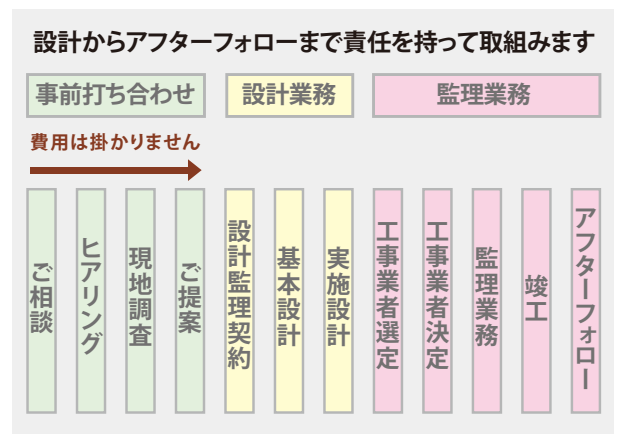 設計からアフターフォローまで責任を持って取組みます
事前打ち合わせ
設計業務
監理業務
費用は掛かりません
ご相談
ヒアリング
現地調査
ご提案
設計監理契約
基本設計
実施設計
工事業者選定
工事業者決定
監理業務
竣工
アフターフォロー